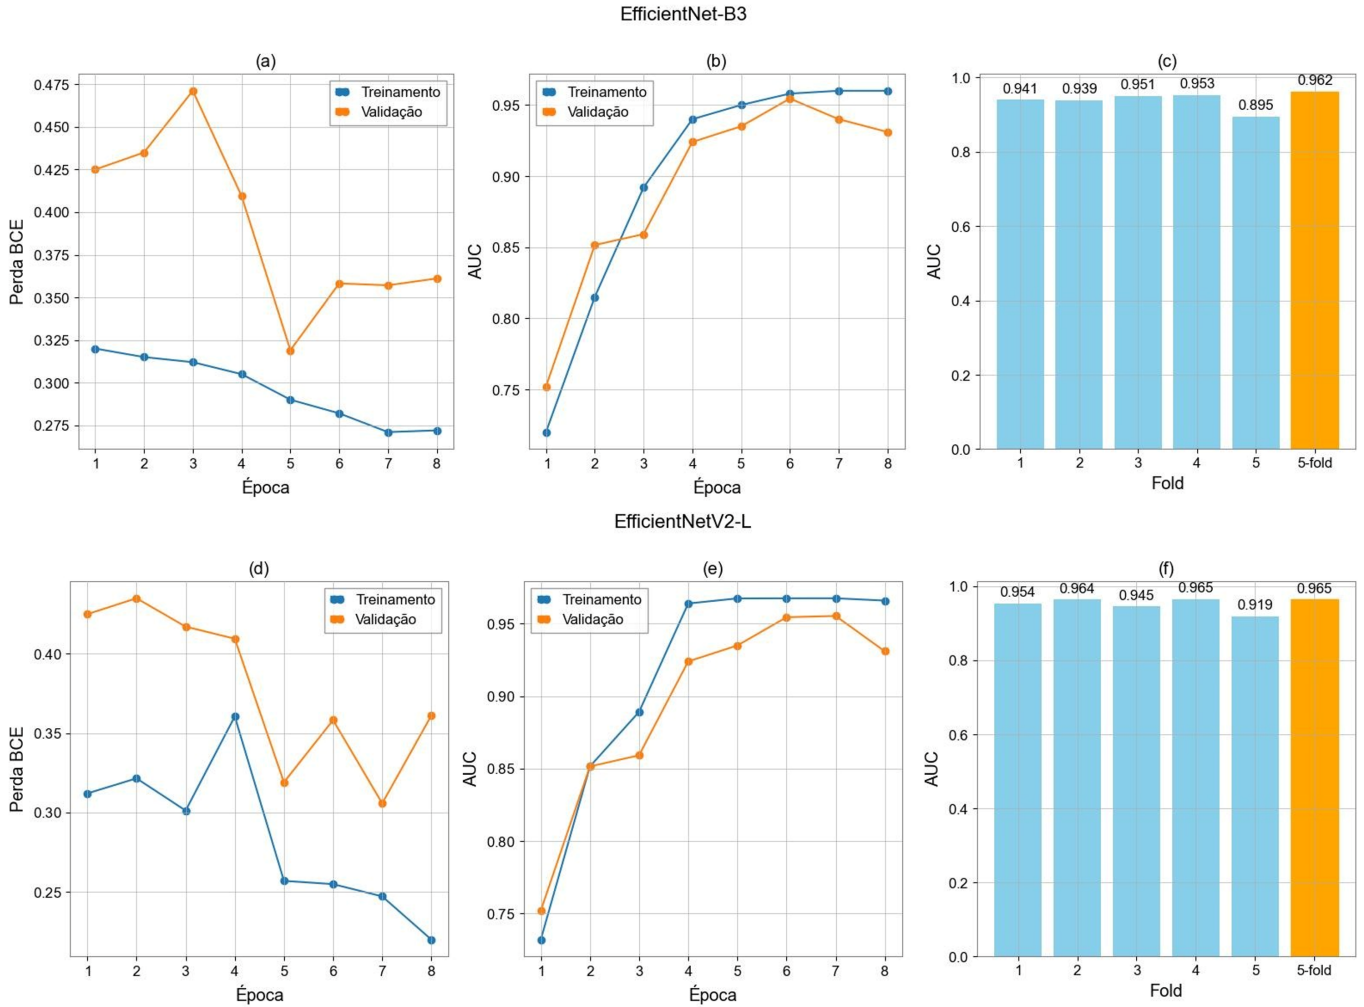 EfficientNet-B3
(a)
Perda BCE
0.475
0.450
0.425
0.400
0.375
0.350
0.325
0.300
0.275
Treinamento
Validação
1 2 3 4 5 6 7 8
Época
(b)
AUC
0.95
0.90
0.85
0.80
0.75
Treinamento
Validação
1 2 3 4 5 6 7 8
Época
(c)
AUC
1.0
0.8
0.6
0.4
0.2
0.0
0.941 0.939 0.951 0.953 0.895 0.962
1 2 3 4 5 5-fold
Fold
EfficientNetV2-L
(d)
Perda BCE
0.40
0.35
0.30
0.25
Treinamento
Validação
1 2 3 4 5 6 7 8
Época
(e)
AUC
0.95
0.90
0.85
0.80
0.75
Treinamento
Validação
1 2 3 4 5 6 7 8
Época
(f)
AUC
1.0
0.8
0.6
0.4
0.2
0.0
0.954 0.964 0.945 0.965 0.919 0.965
1 2 3 4 5 5-fold
Fold